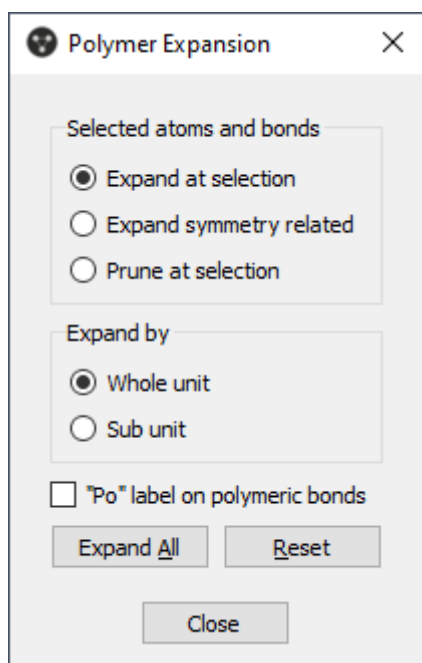 Polymer Expansion
Selected atoms and bonds
Expand at selection
Expand symmetry related
Prune at selection
Expand by
Whole unit
Sub unit
"Po" label on polymeric bonds
Expand All
Reset
Close